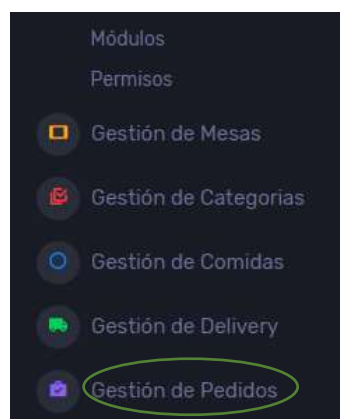 Módulos
Permisos
Gestión de Mesas
Gestión de Categorias
Gestión de Comidas
Gestión de Delivery
Gestión de Pedidos